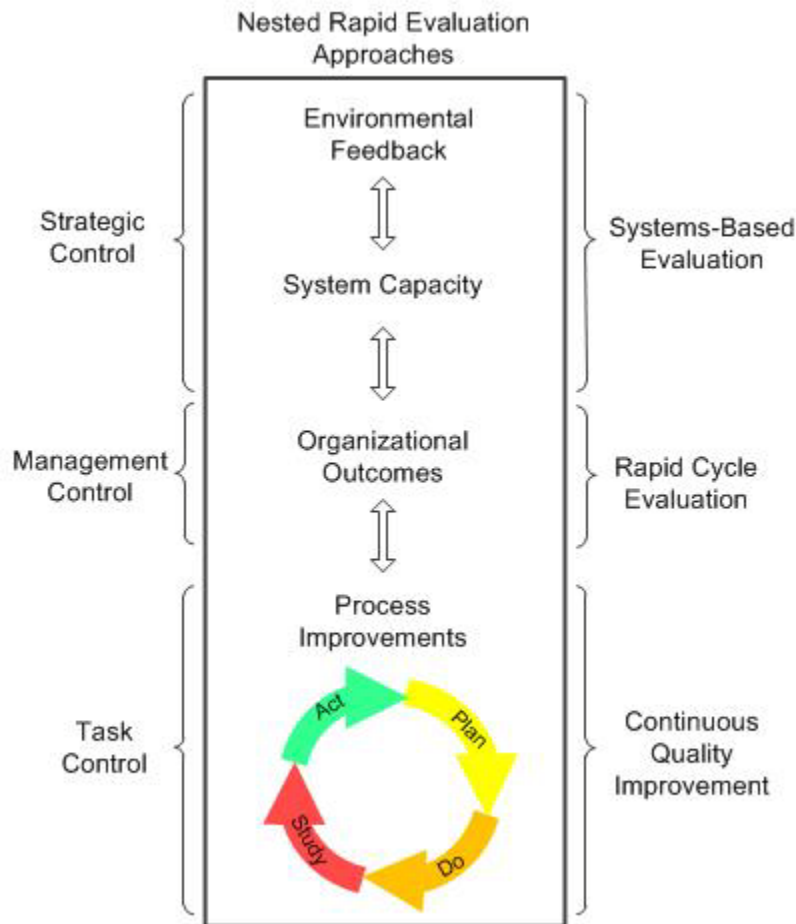 Nested Rapid Evaluation
Approaches
Environmental
Feedback
Strategic
Control
Systems-Based
Evaluation
System Capacity
Organizational
Outcomes
Management
Control
Rapid Cycle
Evaluation
Process
Improvements
Act
Plan
Task
Control
Continuous
Quality
Improvement
Study
Do